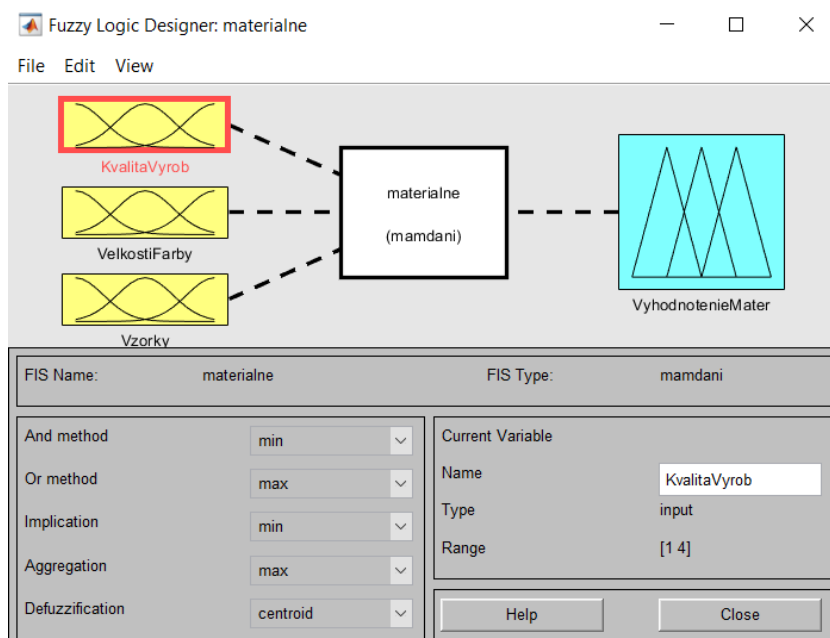 Fuzzy Logic Designer: materialne
File Edit View
KvalitaVyrob
VelkostiFarby
Vzorky
materialne
(mamdani)
VyhodnotenieMater
FIS Name: materialne FIS Type: mamdani
And method min
Or method max
Implication min
Aggregation max
Defuzzification centroid
Current Variable
Name KvalitaVyrob
Type input
Range [1 4]
Help Close